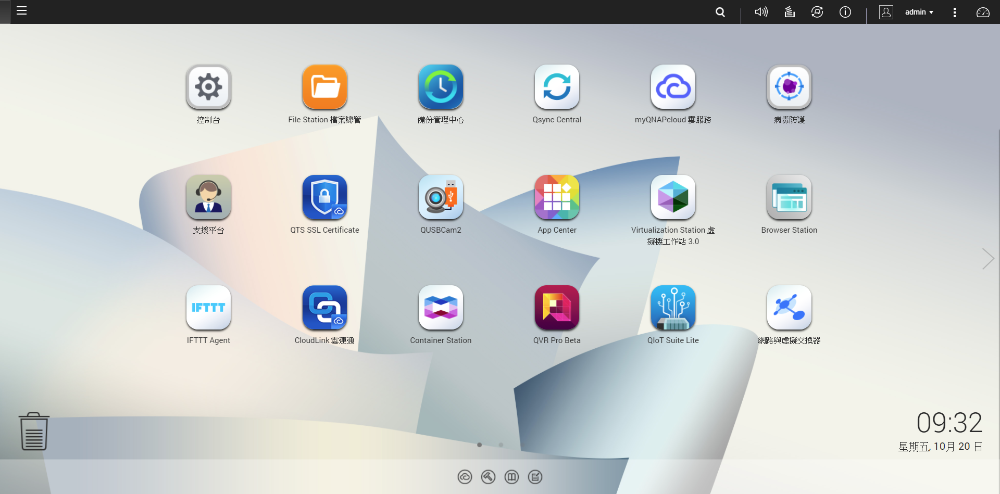 admin
控制台
File Station 檔案總管
備份管理中心
Qsync Central
myQNAPcloud 雲服務
病毒防護
支援平台
QTS SSL Certificate
QUSBCam2
App Center
Virtualization Station 虛
擬機工作站 3.0
Browser Station
IFTTT
IFTTT Agent
CloudLink 雲連通
Container Station
QVR Pro Beta
QIoT Suite Lite
網路與虛擬交換器
09:32
星期五, 10月 20 日